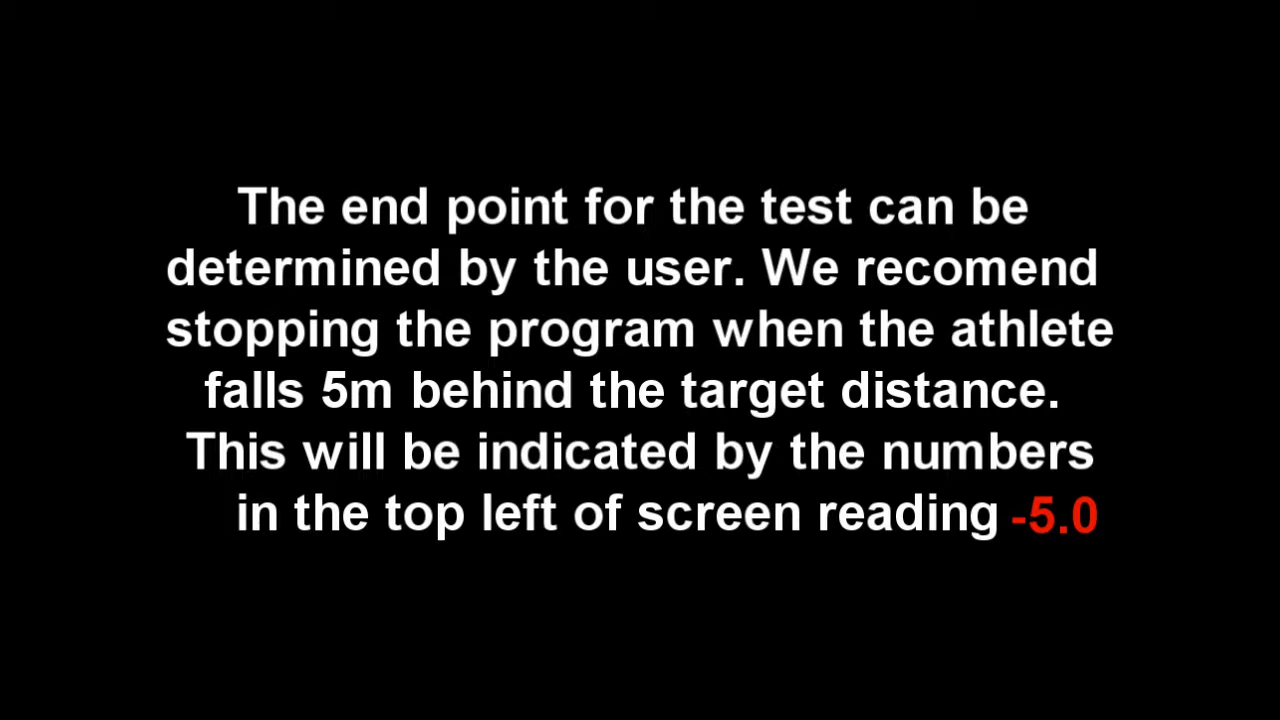 The end point for the test can be
determined by the user. We recomend
stopping the program when the athlete
falls 5m behind the target distance.
This will be indicated by the numbers
in the top left of screen reading -5.0